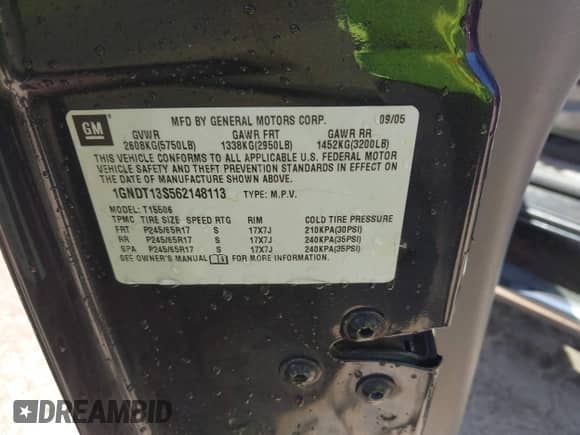 GM
MFD BY GENERAL MOTORS CORP. 09/05
GVWR GAWR FRT GAWR RR
2608KG(5750LB) 1338KG(2950LB) 1452KG(3200LB)
THIS VEHICLE CONFORMS TO ALL APPLICABLE U.S. FEDERAL MOTOR
VEHICLE SAFETY AND THEFT PREVENTION STANDARDS IN EFFECT ON
THE DATE OF MANUFACTURE SHOWN ABOVE.
1GNDT13S562148113 TYPE: M.P.V.
MODEL: T15506
TPMC TIRE SIZE SPEED RTG RIM COLD TIRE PRESSURE
FRT P245/65R17 S 17X7J 210KPA(30PSI)
RR P245/65R17 S 17X7J 240KPA(35PSI)
SPA P245/65R17 S 17X7J 240KPA(35PSI)
SEE OWNER'S MANUAL FOR MORE INFORMATION.
DREAMBID